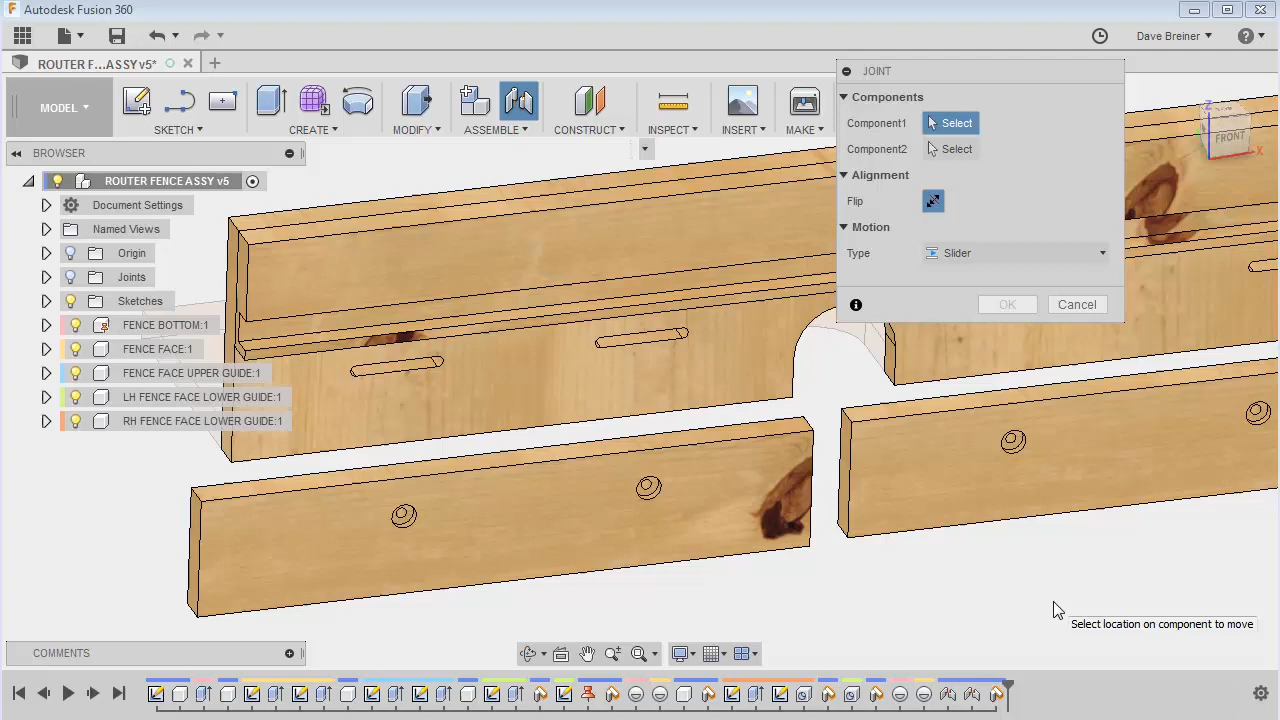 F Autodesk Fusion 360
Dave Breiner
ROUTER F...ASSY v5*
MODEL
SKETCH
CREATE
MODIFY
ASSEMBLE
CONSTRUCT
INSPECT
INSERT
MAKE
JOINT
Components
Component1 Select
Component2 Select
Alignment
Flip
Motion
Type Slider
OK Cancel
Z
FRONT
X
BROWSER
ROUTER FENCE ASSY v5
Document Settings
Named Views
Origin
Joints
Sketches
FENCE BOTTOM:1
FENCE FACE:1
FENCE FACE UPPER GUIDE:1
LH FENCE FACE LOWER GUIDE:1
RH FENCE FACE LOWER GUIDE:1
Select location on component to move
COMMENTS